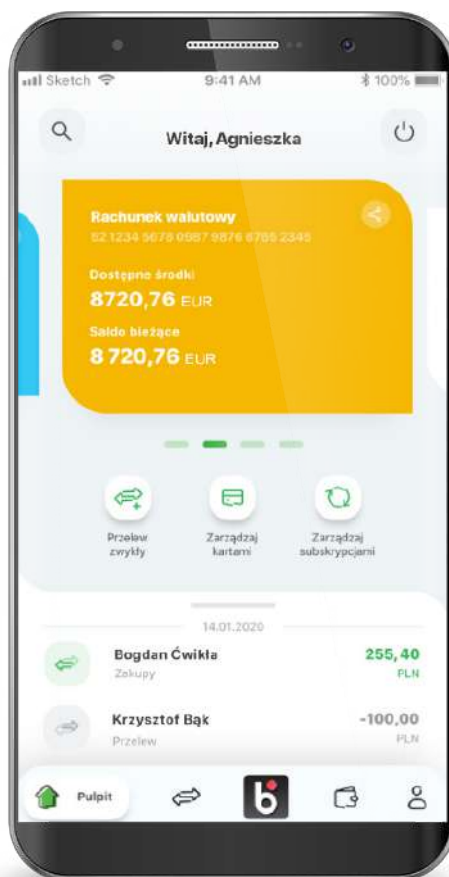 Sketch 9:41 AM 100%
Witaj, Agnieszka
Rachunek walutowy
52 1234 5678 0987 9876 6789 2345
Dostępne środki
8720,76 EUR
Saldo bieżące
8 720,76 EUR
Przelew zwykły
Zarządzaj kartami
Zarządzaj subskrypcjami
14.01.2020
Bogdan Ćwikła 255,40
Zakupy PLN
Krzysztof Bąk -100,00
Przelew PLN
Pulpit b